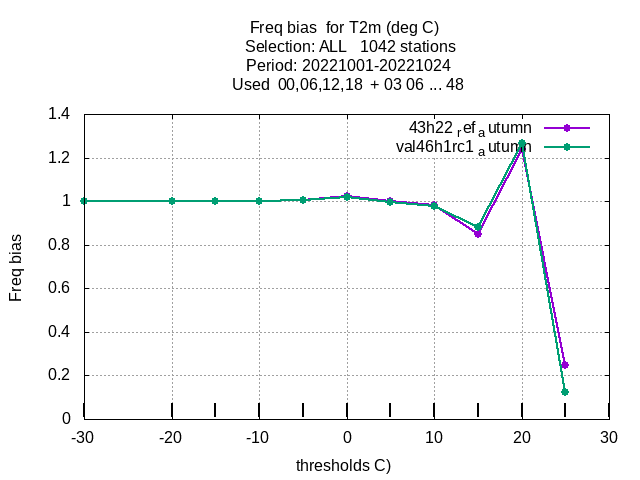 Freq bias for T2m (deg C)
Selection: ALL 1042 stations
Period: 20221001-20221024
Used 00,06,12,18 + 03 06 ... 48
43h22 ref a utumn
val46h1rc1 a utumn
1.4
1.2
1
0.8
0.6
0.4
0.2
0
Freq bias
-30 -20 -10 0 10 20 30
thresholds C)